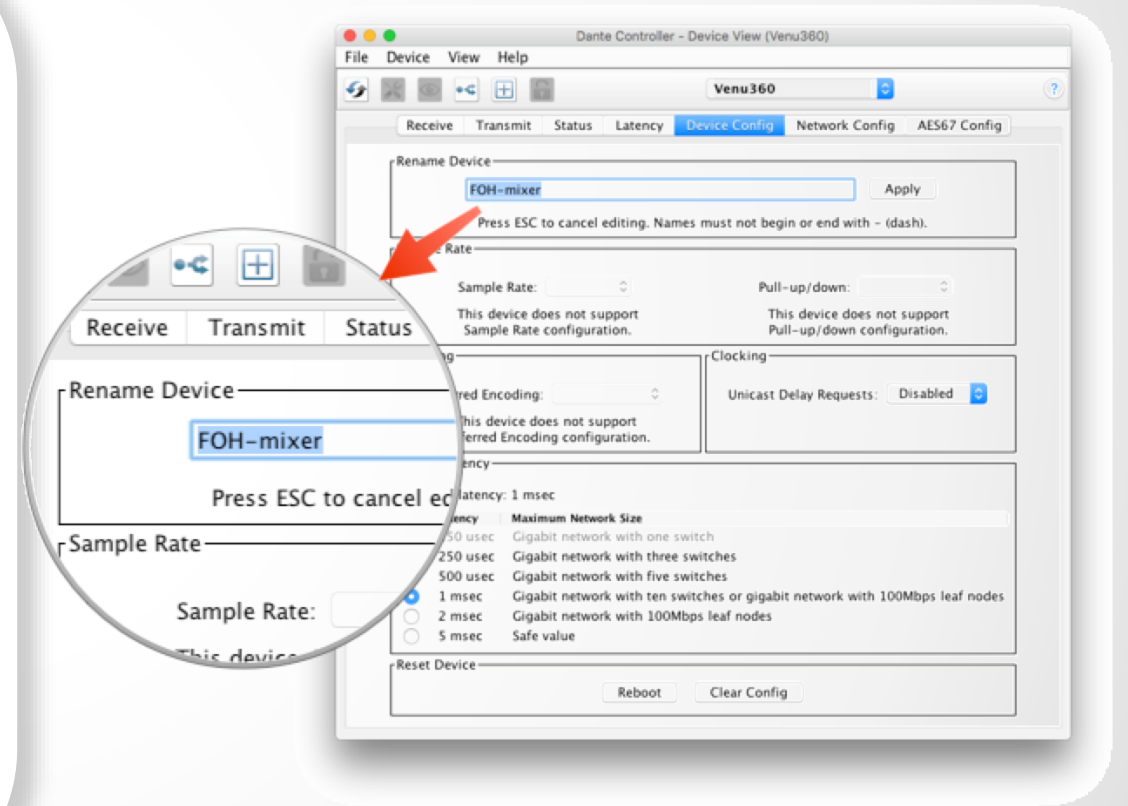 Dante Controller - Device View (Venu360)
File Device View Help
Venu360
?
Receive Transmit Status Latency Device Config Network Config AES67 Config
Rename Device
FOH-mixer
Apply
Press ESC to cancel editing. Names must not begin or end with - (dash).
Rate
Sample Rate:
Pull-up/down:
This device does not support
Sample Rate configuration.
This device does not support
Pull-up/down configuration.
Clocking
Encoding:
Unicast Delay Requests: Disabled
This device does not support
Encoding configuration.
latency: 1 msec
Maximum Network Size
Gigabit network with one switch
250 usec Gigabit network with three switches
500 usec Gigabit network with five switches
1 msec Gigabit network with ten switches or gigabit network with 100Mbps leaf nodes
2 msec Gigabit network with 100Mbps leaf nodes
5 msec Safe value
Reset Device
Reboot Clear Config
Receive Transmit Status
Rename Device
FOH-mixer
Press ESC to cancel
Sample Rate
Sample Rate:
This device